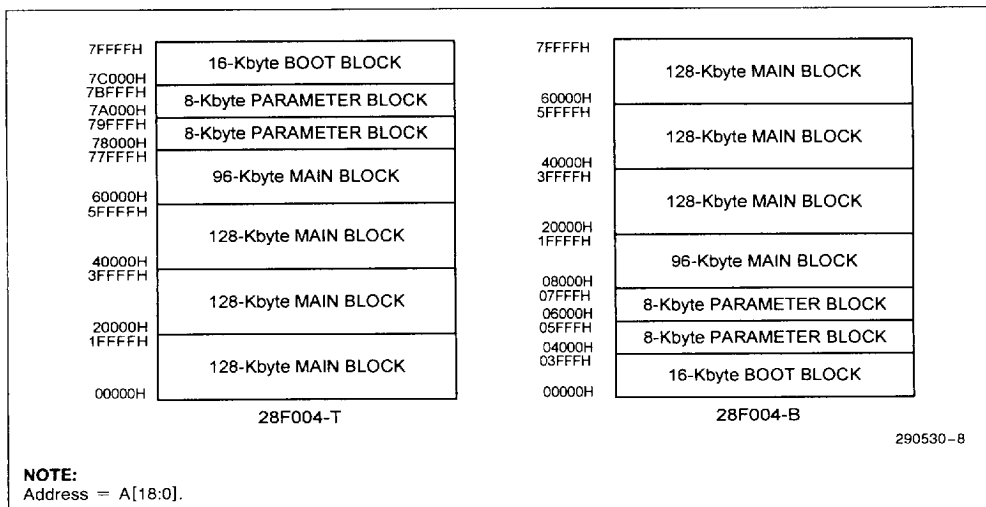 7FFFFH
16-Kbyte BOOT BLOCK
7C000H
7BFFFH
8-Kbyte PARAMETER BLOCK
7A000H
79FFFH
8-Kbyte PARAMETER BLOCK
78000H
77FFFH
96-Kbyte MAIN BLOCK
60000H
5FFFFH
128-Kbyte MAIN BLOCK
40000H
3FFFFH
128-Kbyte MAIN BLOCK
20000H
1FFFFH
128-Kbyte MAIN BLOCK
00000H
28F004-T
7FFFFH
128-Kbyte MAIN BLOCK
60000H
5FFFFH
128-Kbyte MAIN BLOCK
40000H
3FFFFH
128-Kbyte MAIN BLOCK
20000H
1FFFFH
96-Kbyte MAIN BLOCK
08000H
07FFFH
8-Kbyte PARAMETER BLOCK
06000H
05FFFH
8-Kbyte PARAMETER BLOCK
04000H
03FFFH
16-Kbyte BOOT BLOCK
00000H
28F004-B
290530-8
NOTE:
Address = A[18:0].